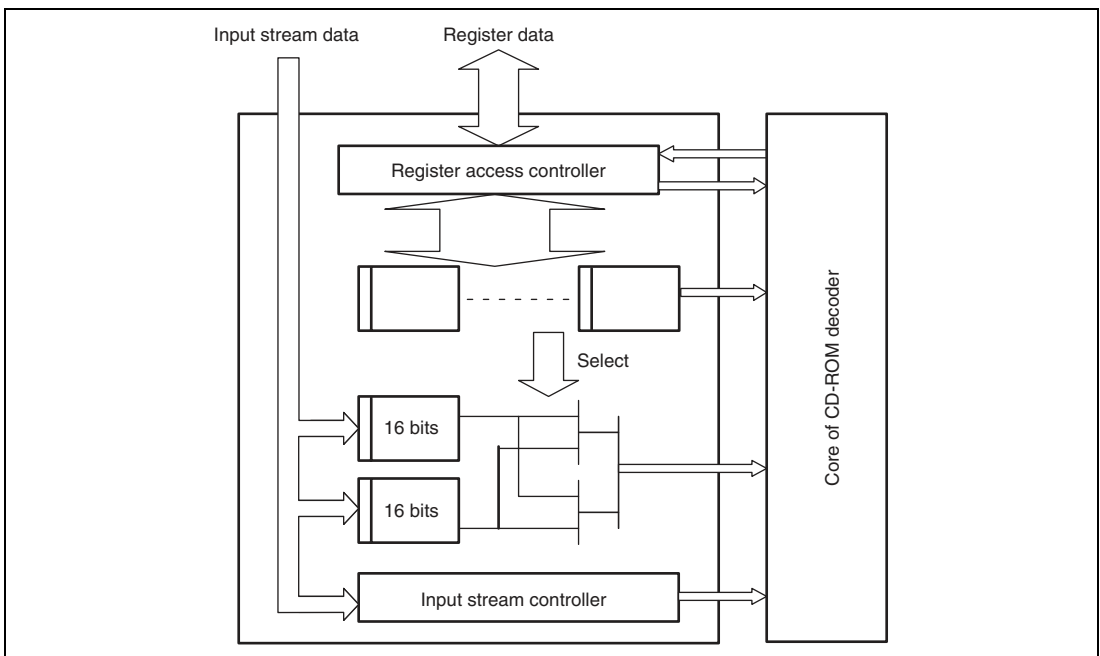 Input stream data
Register data
Register access controller
Select
16 bits
16 bits
Input stream controller
Core of CD-ROM decoder